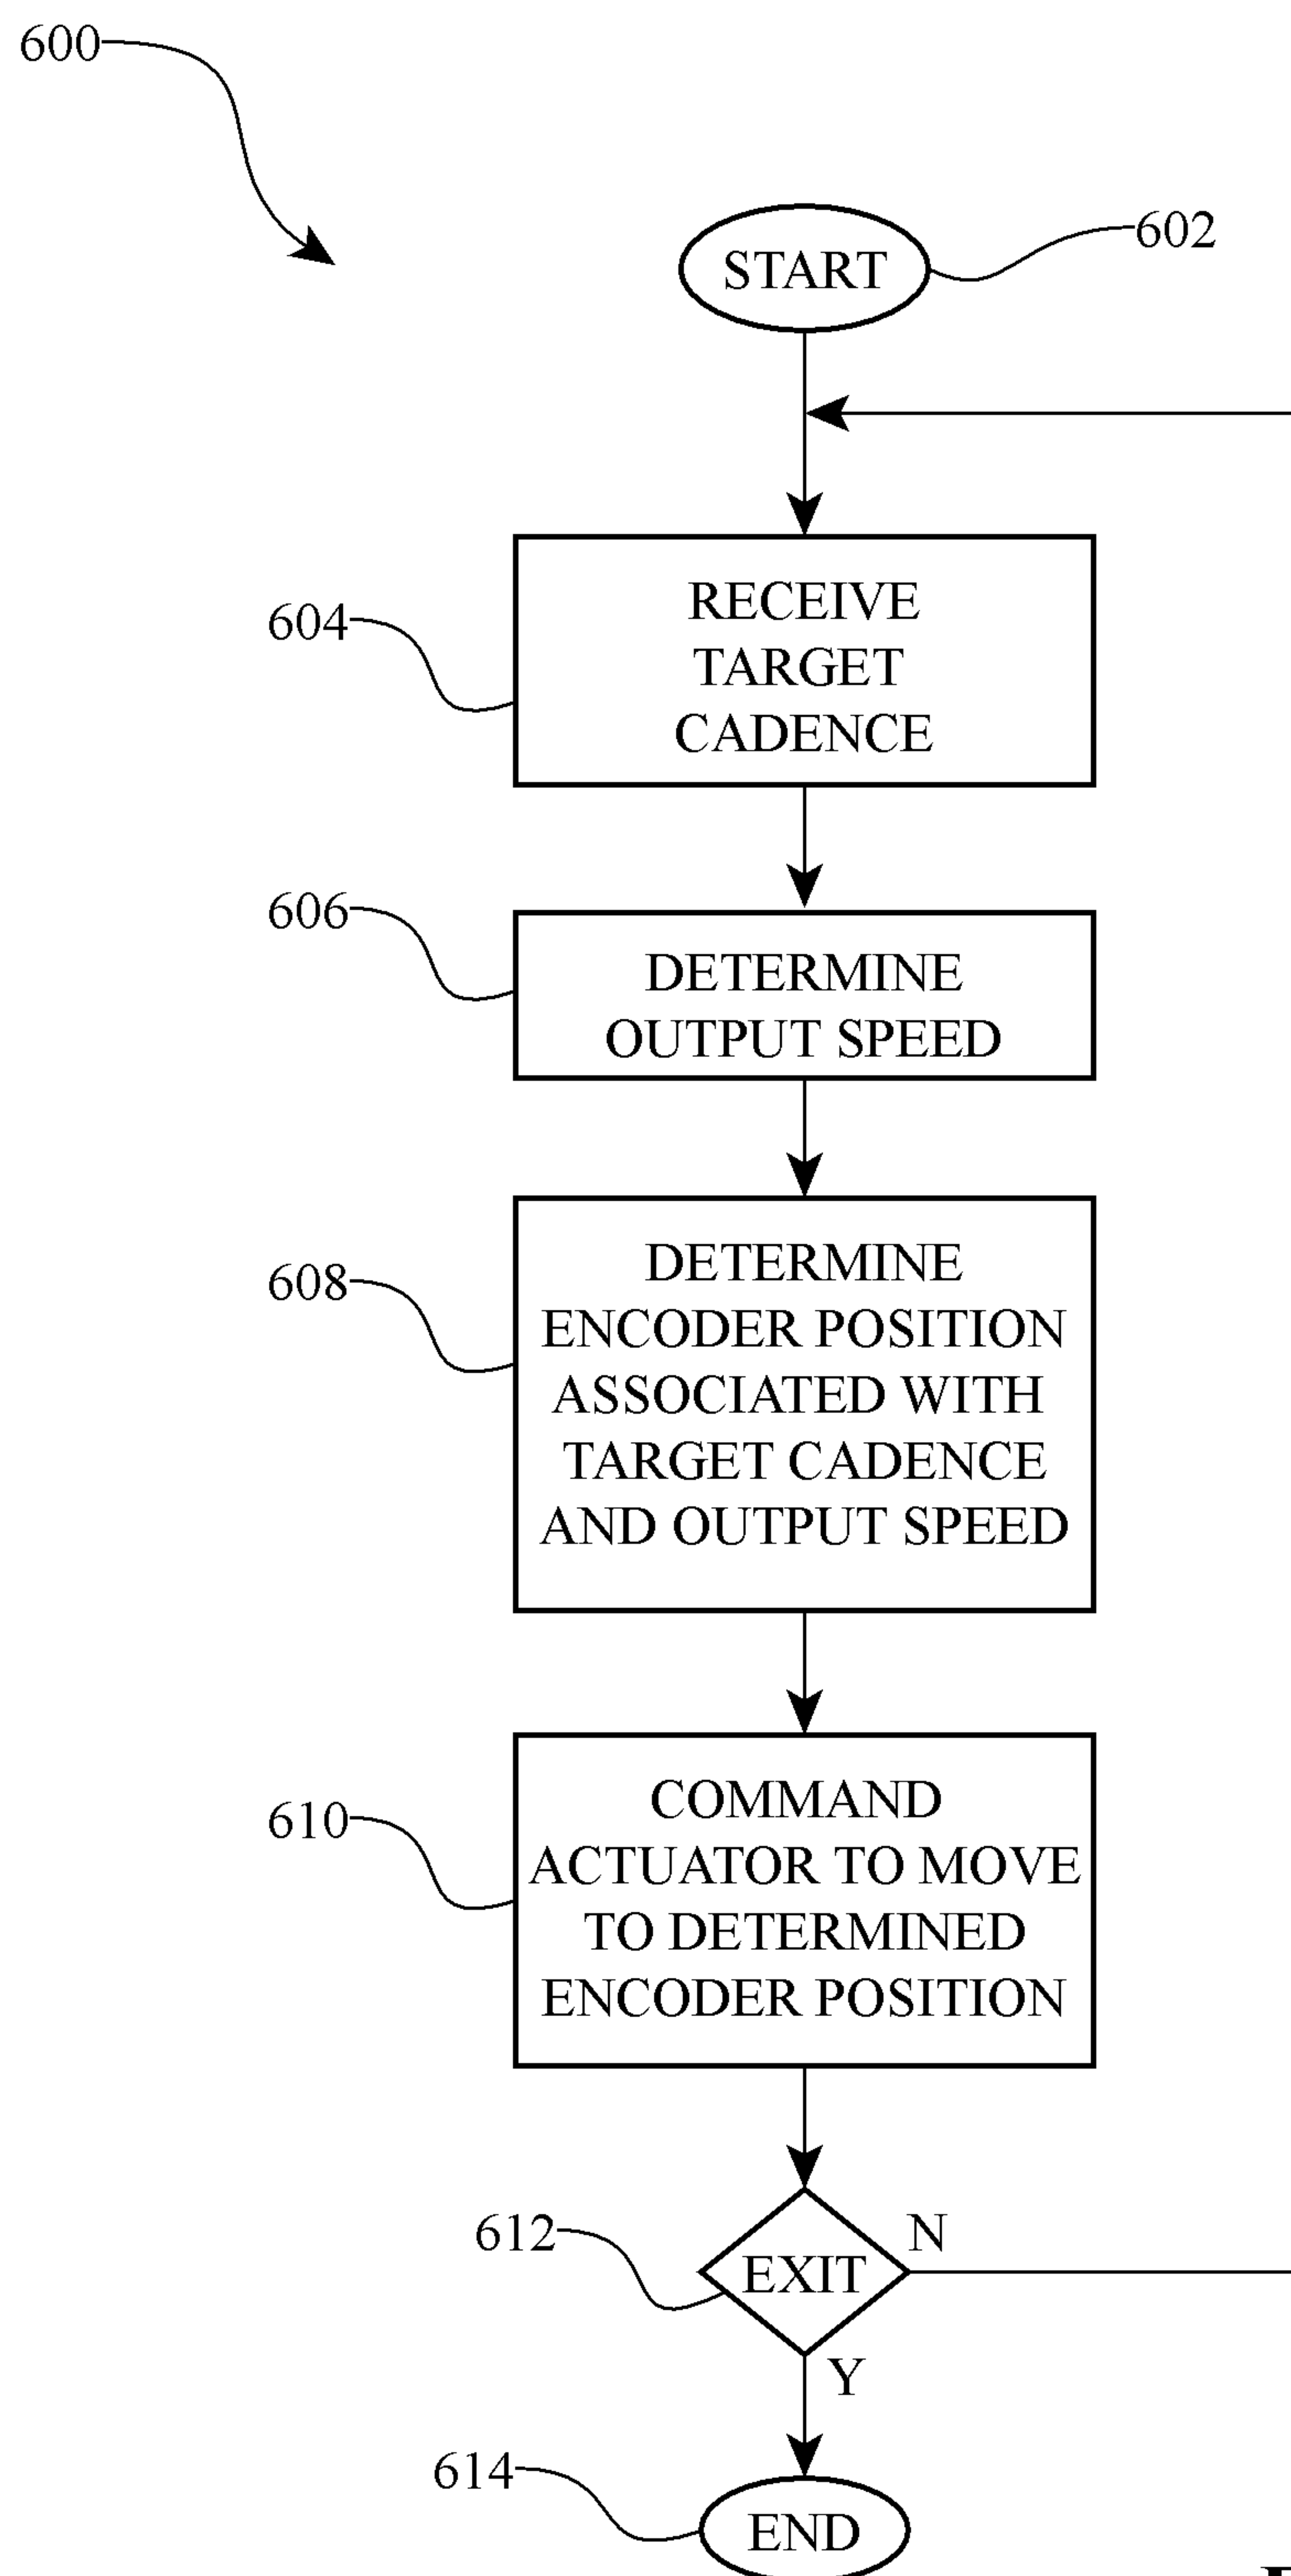 600
START
602
RECEIVE
TARGET
CADENCE
604
DETERMINE
OUTPUT SPEED
606
DETERMINE
ENCODER POSITION
ASSOCIATED WITH
TARGET CADENCE
AND OUTPUT SPEED
608
COMMAND
ACTUATOR TO MOVE
TO DETERMINED
ENCODER POSITION
610
612
EXIT
N
Y
614
END